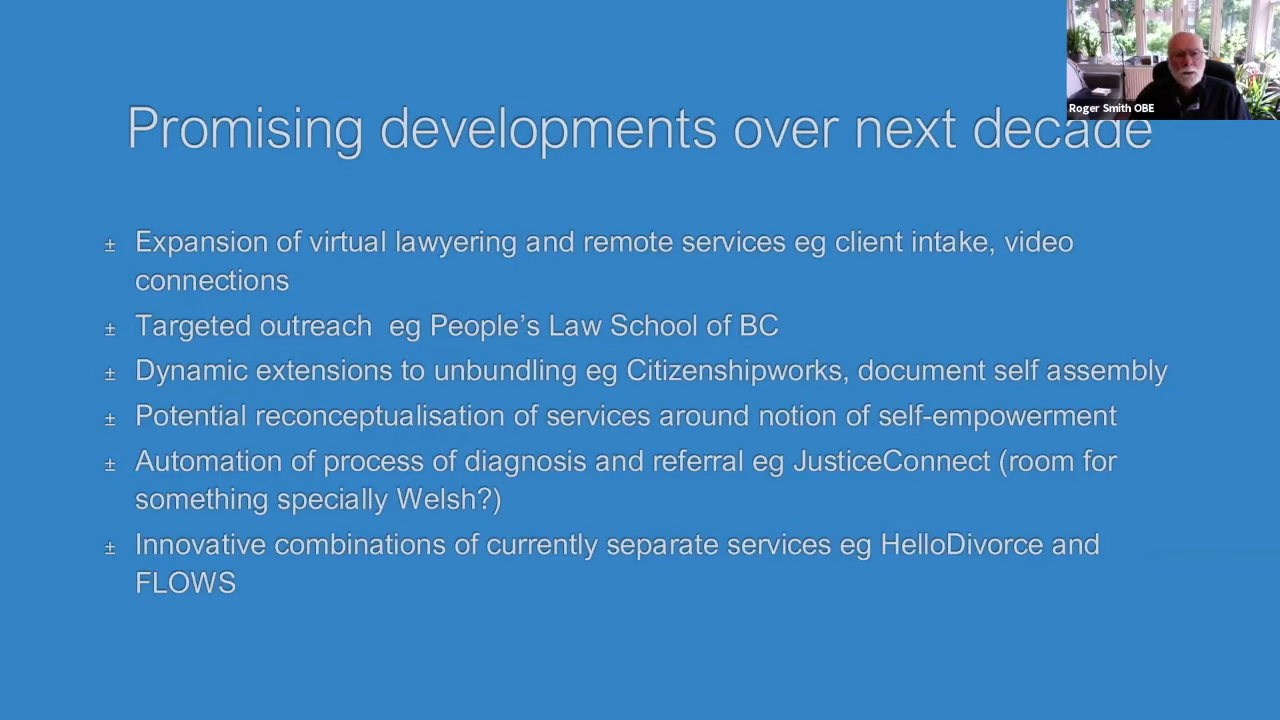 Roger Smith OBE
Promising developments over next decade
± Expansion of virtual lawyering and remote services eg client intake, video
connections
± Targeted outreach  eg People’s Law School of BC
± Dynamic extensions to unbundling eg Citizenshipworks, document self assembly
± Potential reconceptualisation of services around notion of self-empowerment
± Automation of process of diagnosis and referral eg JusticeConnect (room for
something specially Welsh?)
± Innovative combinations of currently separate services eg HelloDivorce and
FLOWS